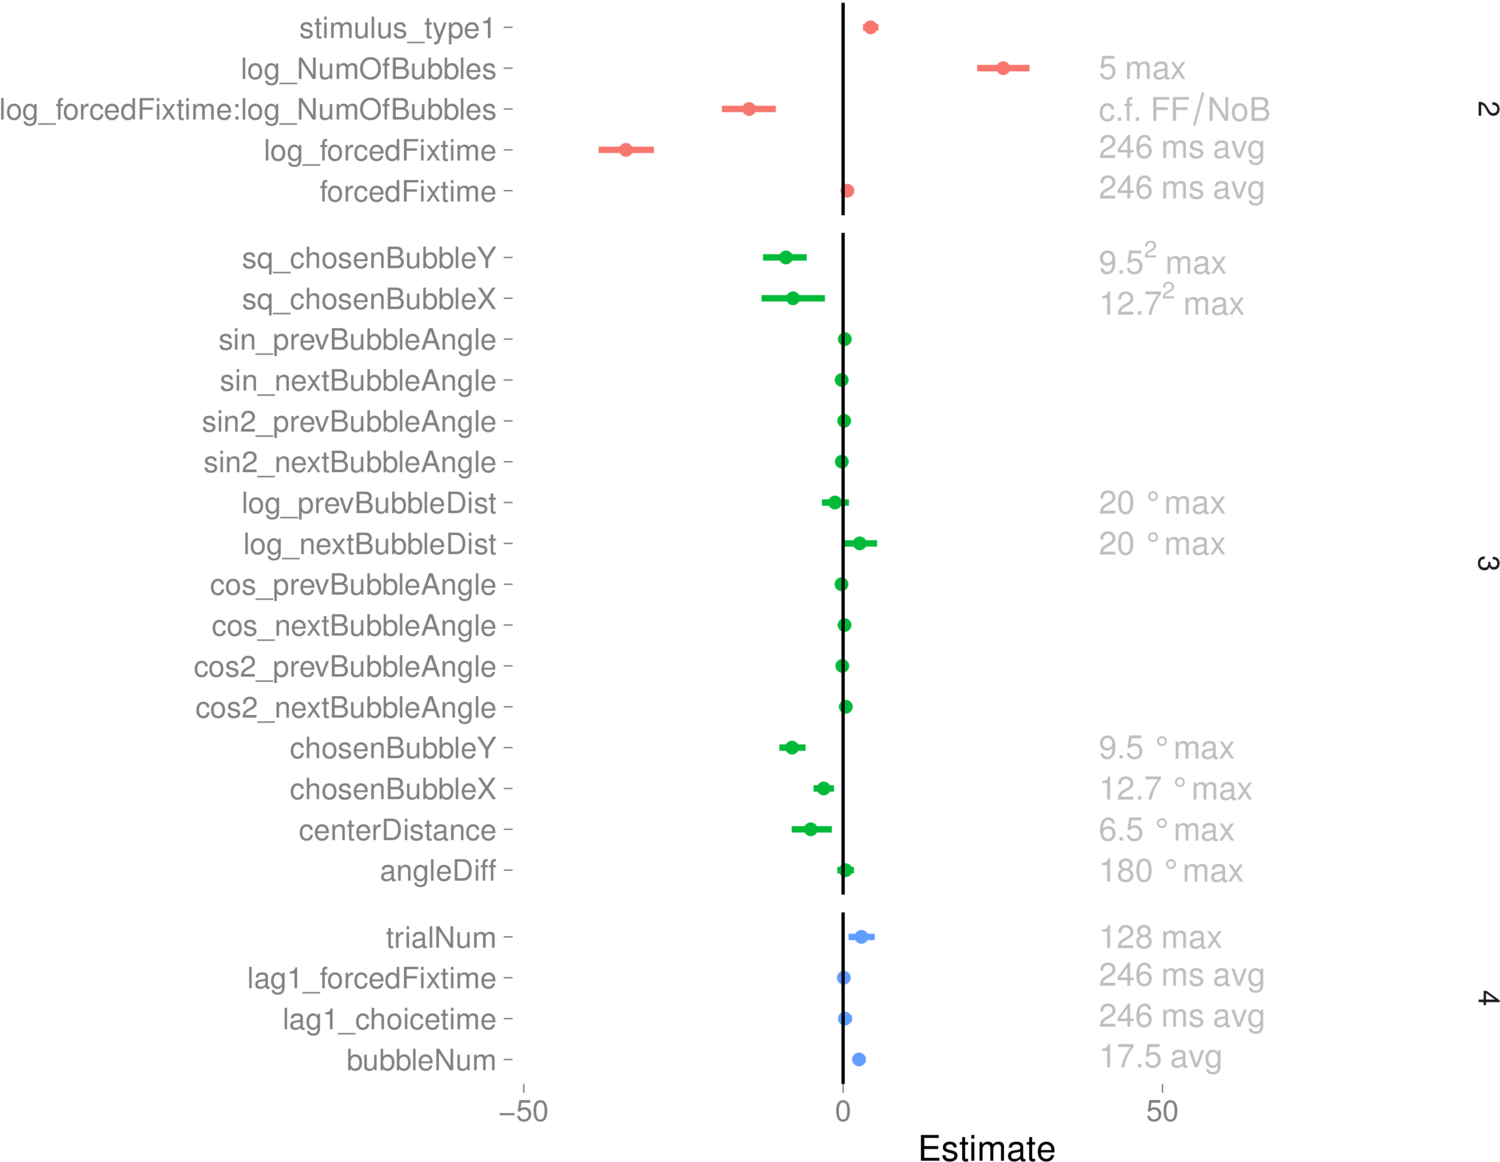 stimulus_type1
log_NumOfBubbles 5 max
log_forcedFixtime:log_NumOfBubbles c.f. FF/NoB 2
log_forcedFixtime 246 ms avg
forcedFixtime 246 ms avg
sq_chosenBubbleY 9.5² max
sq_chosenBubbleX 12.7² max
sin_prevBubbleAngle
sin_nextBubbleAngle
sin2_prevBubbleAngle
sin2_nextBubbleAngle
log_prevBubbleDist 20 °max
log_nextBubbleDist 20 °max
3
cos_prevBubbleAngle
cos_nextBubbleAngle
cos2_prevBubbleAngle
cos2_nextBubbleAngle
chosenBubbleY 9.5 °max
chosenBubbleX 12.7 °max
centerDistance 6.5 °max
angleDiff 180 °max
trialNum 128 max
lag1_forcedFixtime 246 ms avg
4
lag1_choicetime 246 ms avg
bubbleNum 17.5 avg
−50 0 50
Estimate